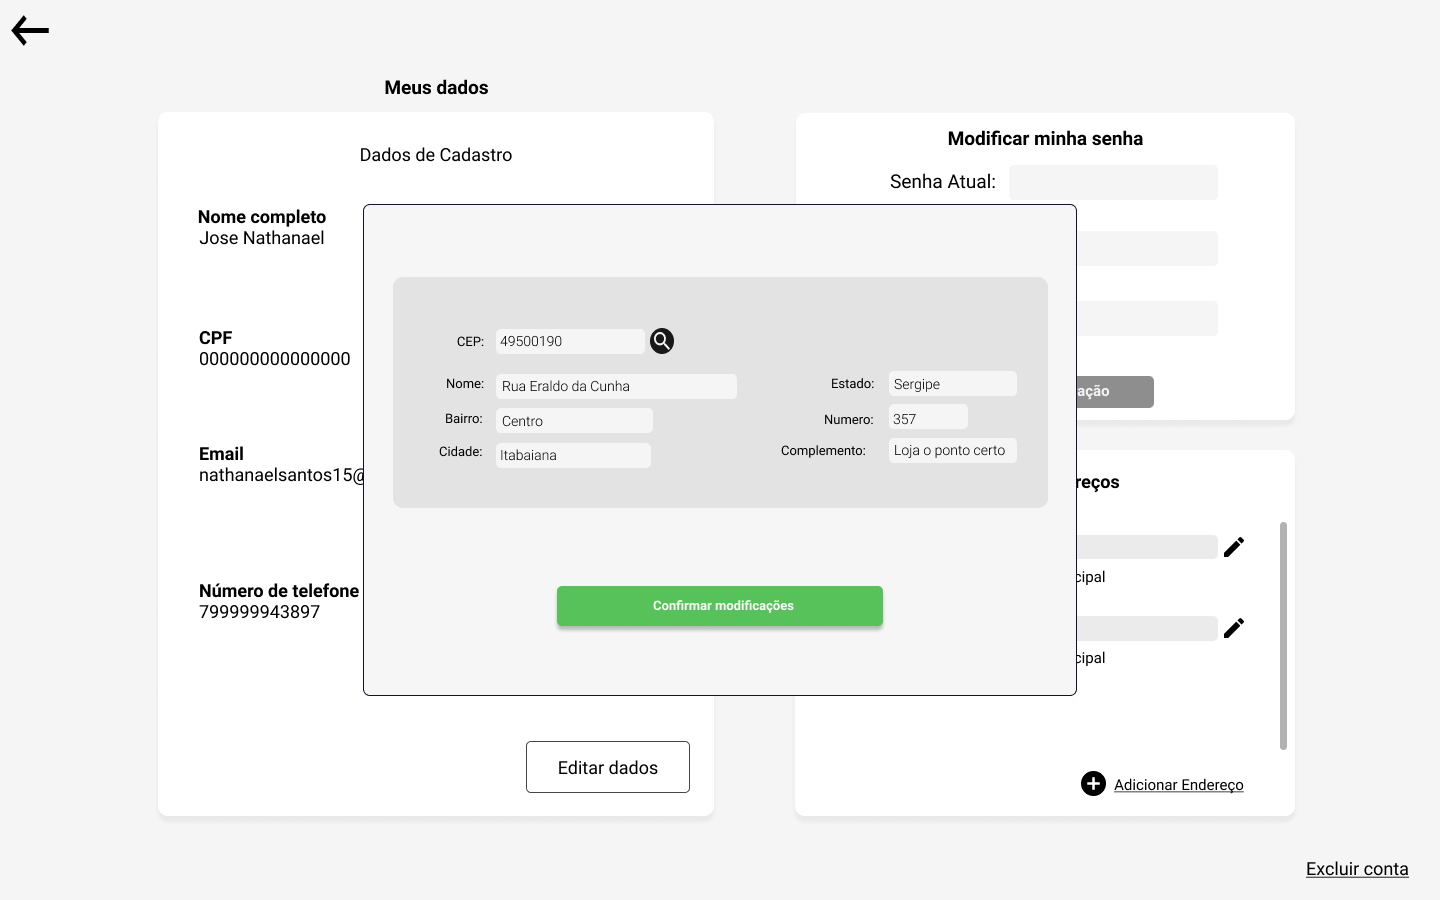 Meus dados
Dados de Cadastro
Nome completo
Jose Nathanael
CPF
000000000000000
Email
nathanaelsantos15@
Número de telefone
799999943897
Editar dados
Modificar minha senha
Senha Atual:
ação
CEP: 49500190
Nome: Rua Eraldo da Cunha
Bairro: Centro
Cidade: Itabaiana
Estado: Sergipe
Numero: 357
Complemento: Loja o ponto certo
Confirmar modificações
reços
cipal
cipal
Adicionar Endereço
Excluir conta